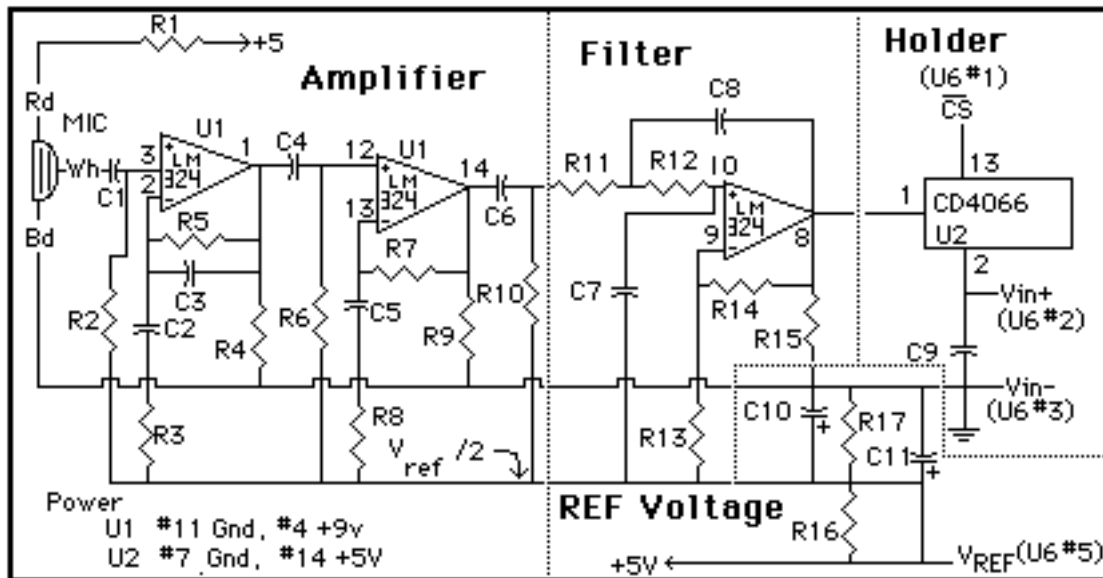 R1
+5
Amplifier
Filter
Holder
(U6 #1)
CS
Rd
MIC
Wh
Bd
C1
U1
3
2
1
LM
324
R5
C3
C2
R2
R3
R4
C4
R6
12
13
14
U1
LM
324
R7
C5
R8
R9
C6
R10
V ref /2
R11
R12
C8
10
9
8
LM
324
C7
R14
R13
R15
1
13
CD4066
U2
2
Vin+
(U6 #2)
C9
Vin-
(U6 #3)
C10
+
R17
C11
+
REF Voltage
R16
+5V
VREF(U6 #5)
Power
U1 #11 Gnd, #4 +9v
U2 #7 Gnd, #14 +5V